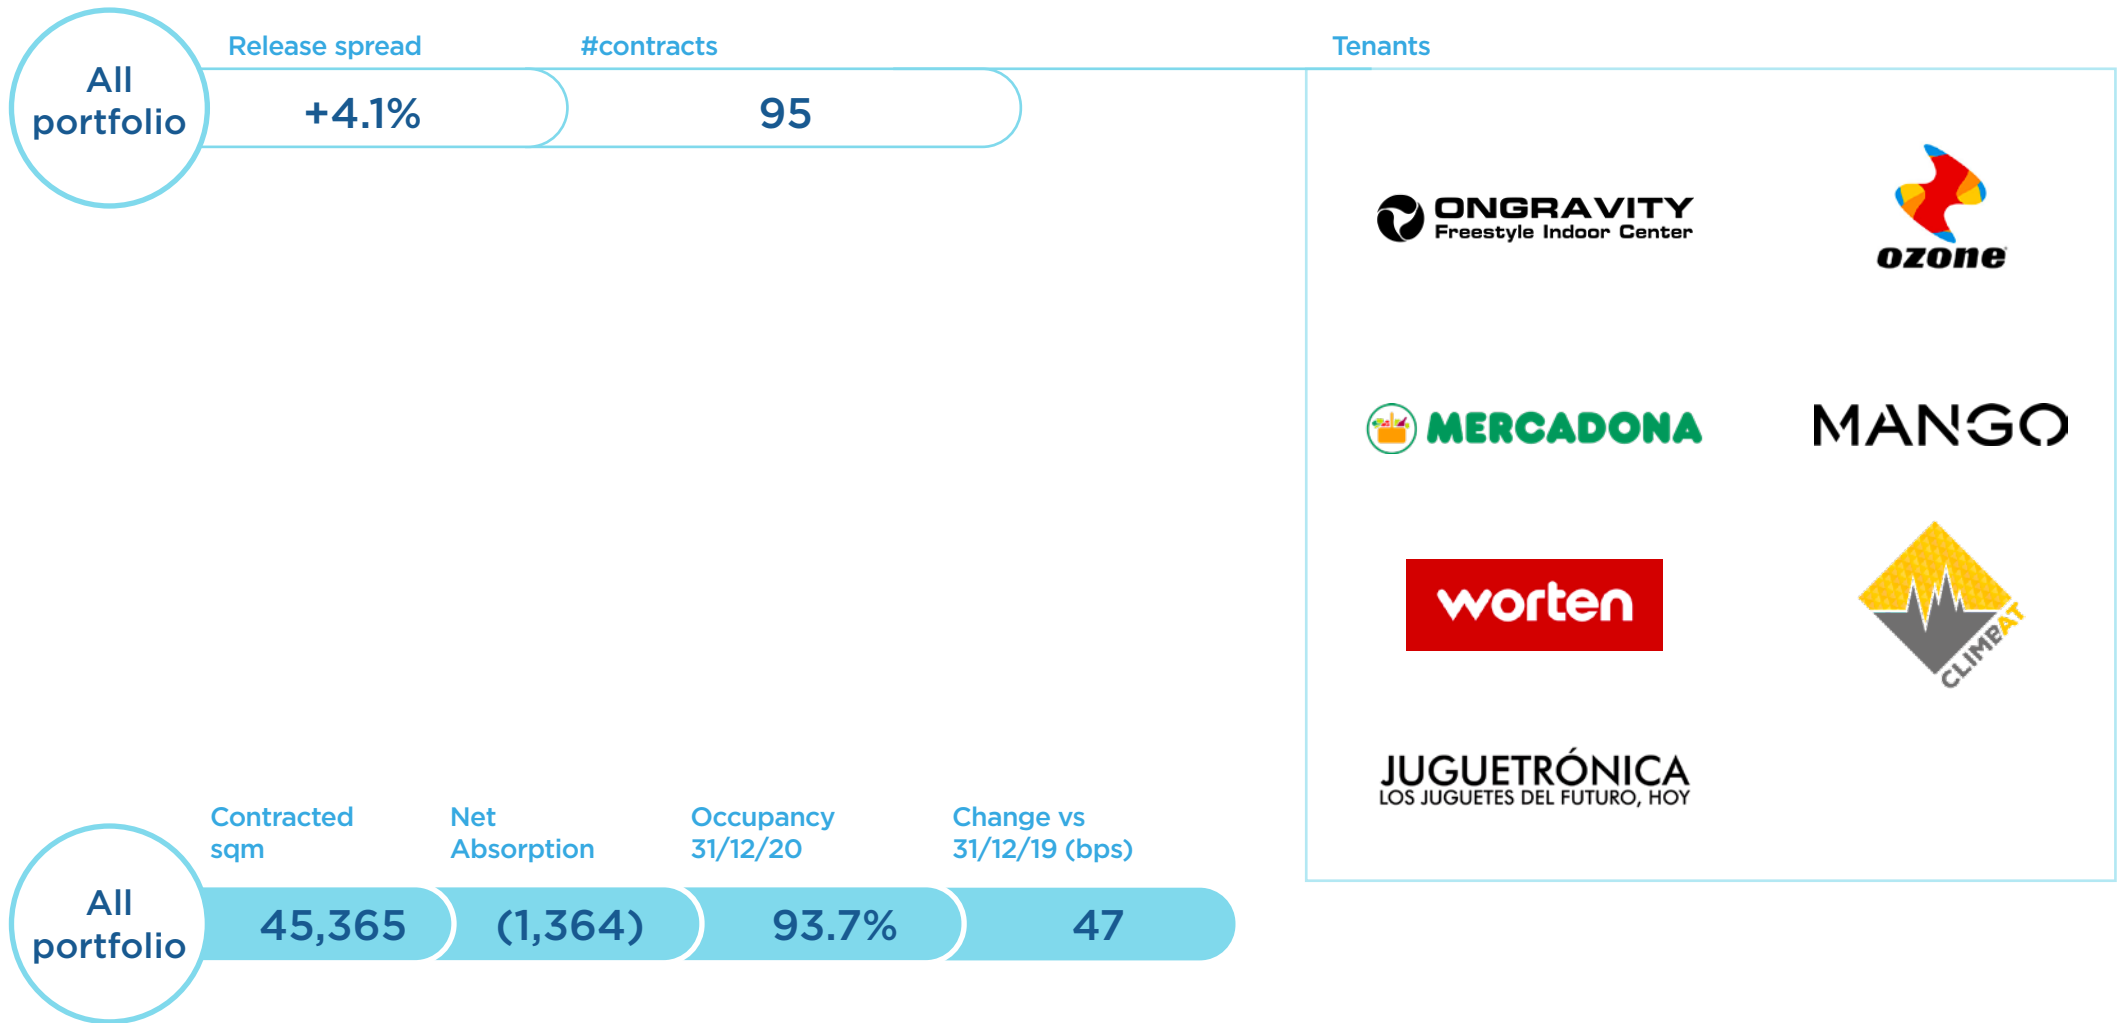 Release spread
#contracts
Tenants
All
portfolio
+4.1%
95
ONGRAVITY
Freestyle Indoor Center
ozone
MERCADONA
MANGO
worten
CLIMBAT
JUGUETRÓNICA
LOS JUGUETES DEL FUTURO, HOY
Contracted
sqm
Net
Absorption
Occupancy
31/12/20
Change vs
31/12/19 (bps)
All
portfolio
45,365
(1,364)
93.7%
47